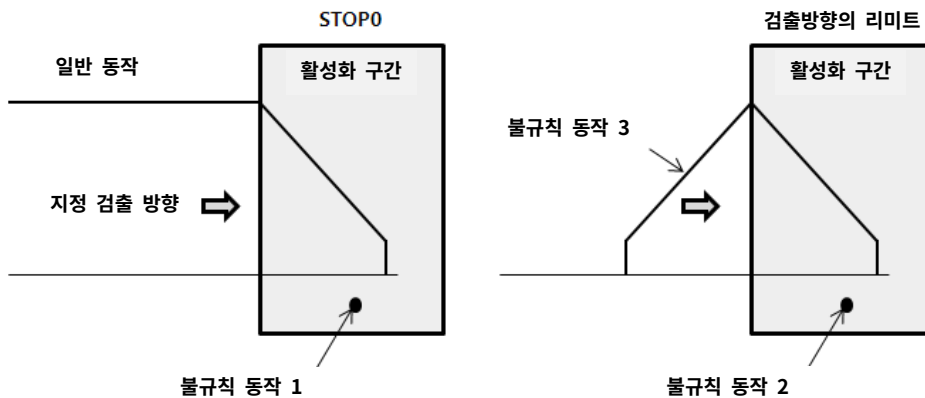 STOP0
검출방향의 리미트
일반 동작
활성화 구간
활성화 구간
불규칙 동작 3
지정 검출 방향
불규칙 동작 1
불규칙 동작 2